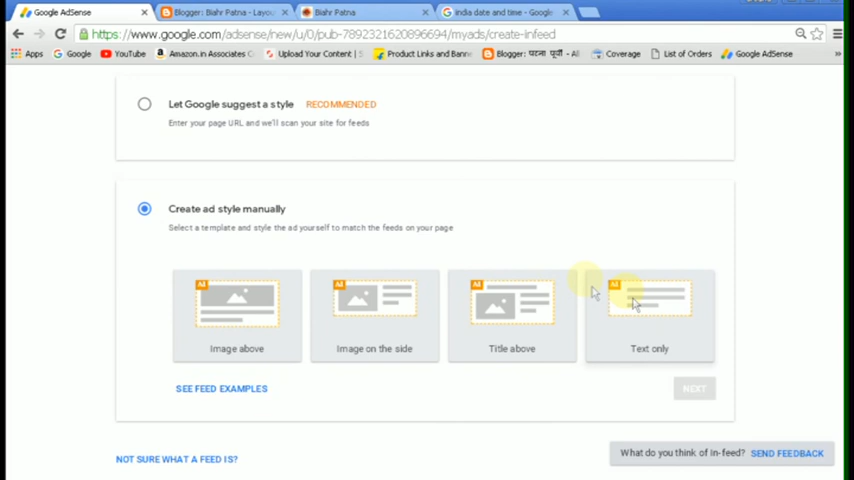 Google AdSense
Blogger: Biahr Patna - Layou
Biahr Patna
india date and time - Google
https://www.google.com/adsense/new/u/0/pub-7892321620896694/myads/create-infeed
Apps Google YouTube Amazon.in Associates C Upload Your Content | S Product Links and Bann Blogger: पटना पूर्वी - All Coverage List of Orders Google AdSense
Let Google suggest a style RECOMMENDED
Enter your page URL and we'll scan your site for feeds
Create ad style manually
Select a template and style the ad yourself to match the feeds on your page
Ad Ad Ad Ad
Image above Image on the side Title above Text only
SEE FEED EXAMPLES NEXT
What do you think of in-feed? SEND FEEDBACK
NOT SURE WHAT A FEED IS?